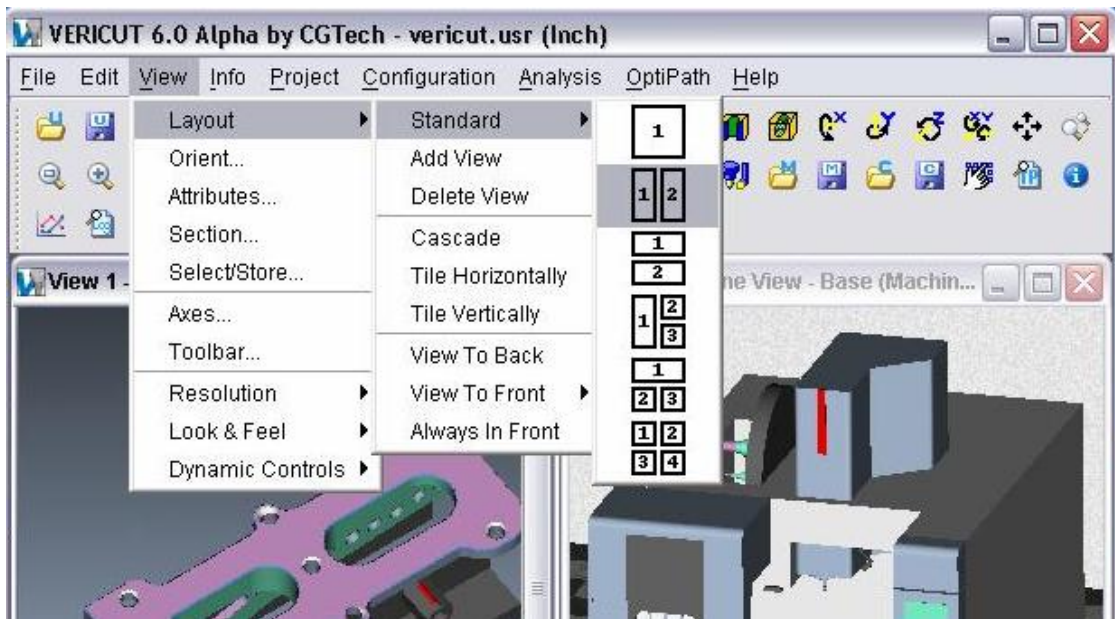 VERICUT 6.0 Alpha by CGTech - vericut.usr (Inch)
File Edit View Info Project Configuration Analysis OptiPath Help
Layout
Orient...
Attributes...
Section...
Select/Store...
Axes...
Toolbar...
Resolution
Look & Feel
Dynamic Controls
Standard
Add View
Delete View
Cascade
Tile Horizontally
Tile Vertically
View To Back
View To Front
Always In Front
1
1 2
1
2
1 2
3
1
2 3
1 2
3 4
View 1 -
View - Base (Machin...